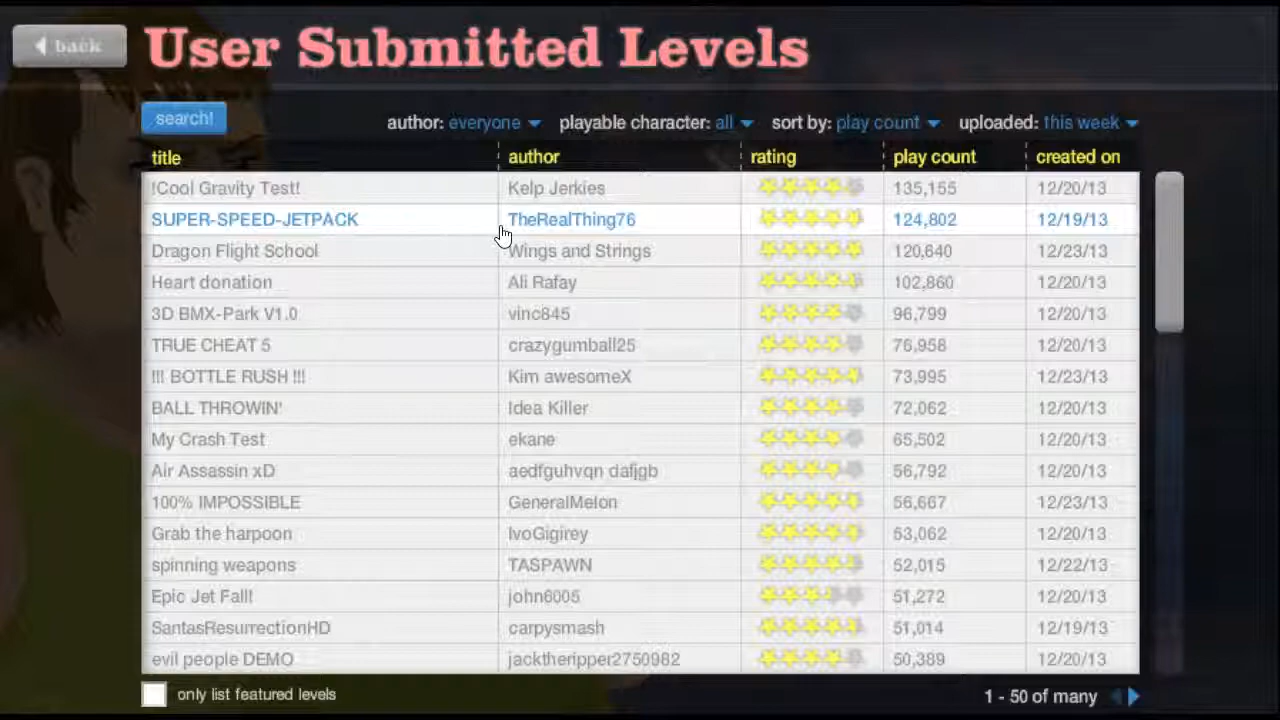 back
User Submitted Levels
search!
author: everyone playable character: all sort by: play count uploaded: this week
title author rating play count created on
!Cool Gravity Test! Kelp Jerkies 135,155 12/20/13
SUPER-SPEED-JETPACK TheRealThing76 124,802 12/19/13
Dragon Flight School Wings and Strings 120,640 12/23/13
Heart donation Ali Rafay 102,860 12/20/13
3D BMX-Park V1.0 vinc845 96,799 12/20/13
TRUE CHEAT 5 crazygumball25 76,958 12/20/13
!!! BOTTLE RUSH !!! Kim awesomeX 73,995 12/23/13
BALL THROWIN' Idea Killer 72,062 12/20/13
My Crash Test ekane 65,502 12/20/13
Air Assassin xD aedfguhvqn dafjgb 56,792 12/20/13
100% IMPOSSIBLE GeneralMelon 56,667 12/23/13
Grab the harpoon IvoGigirey 53,062 12/20/13
spinning weapons TASPAWN 52,015 12/22/13
Epic Jet Fall! john6005 51,272 12/20/13
SantasResurrectionHD carpysmash 51,014 12/19/13
evil people DEMO jacktheripper2750982 50,389 12/20/13
only list featured levels 1 - 50 of many